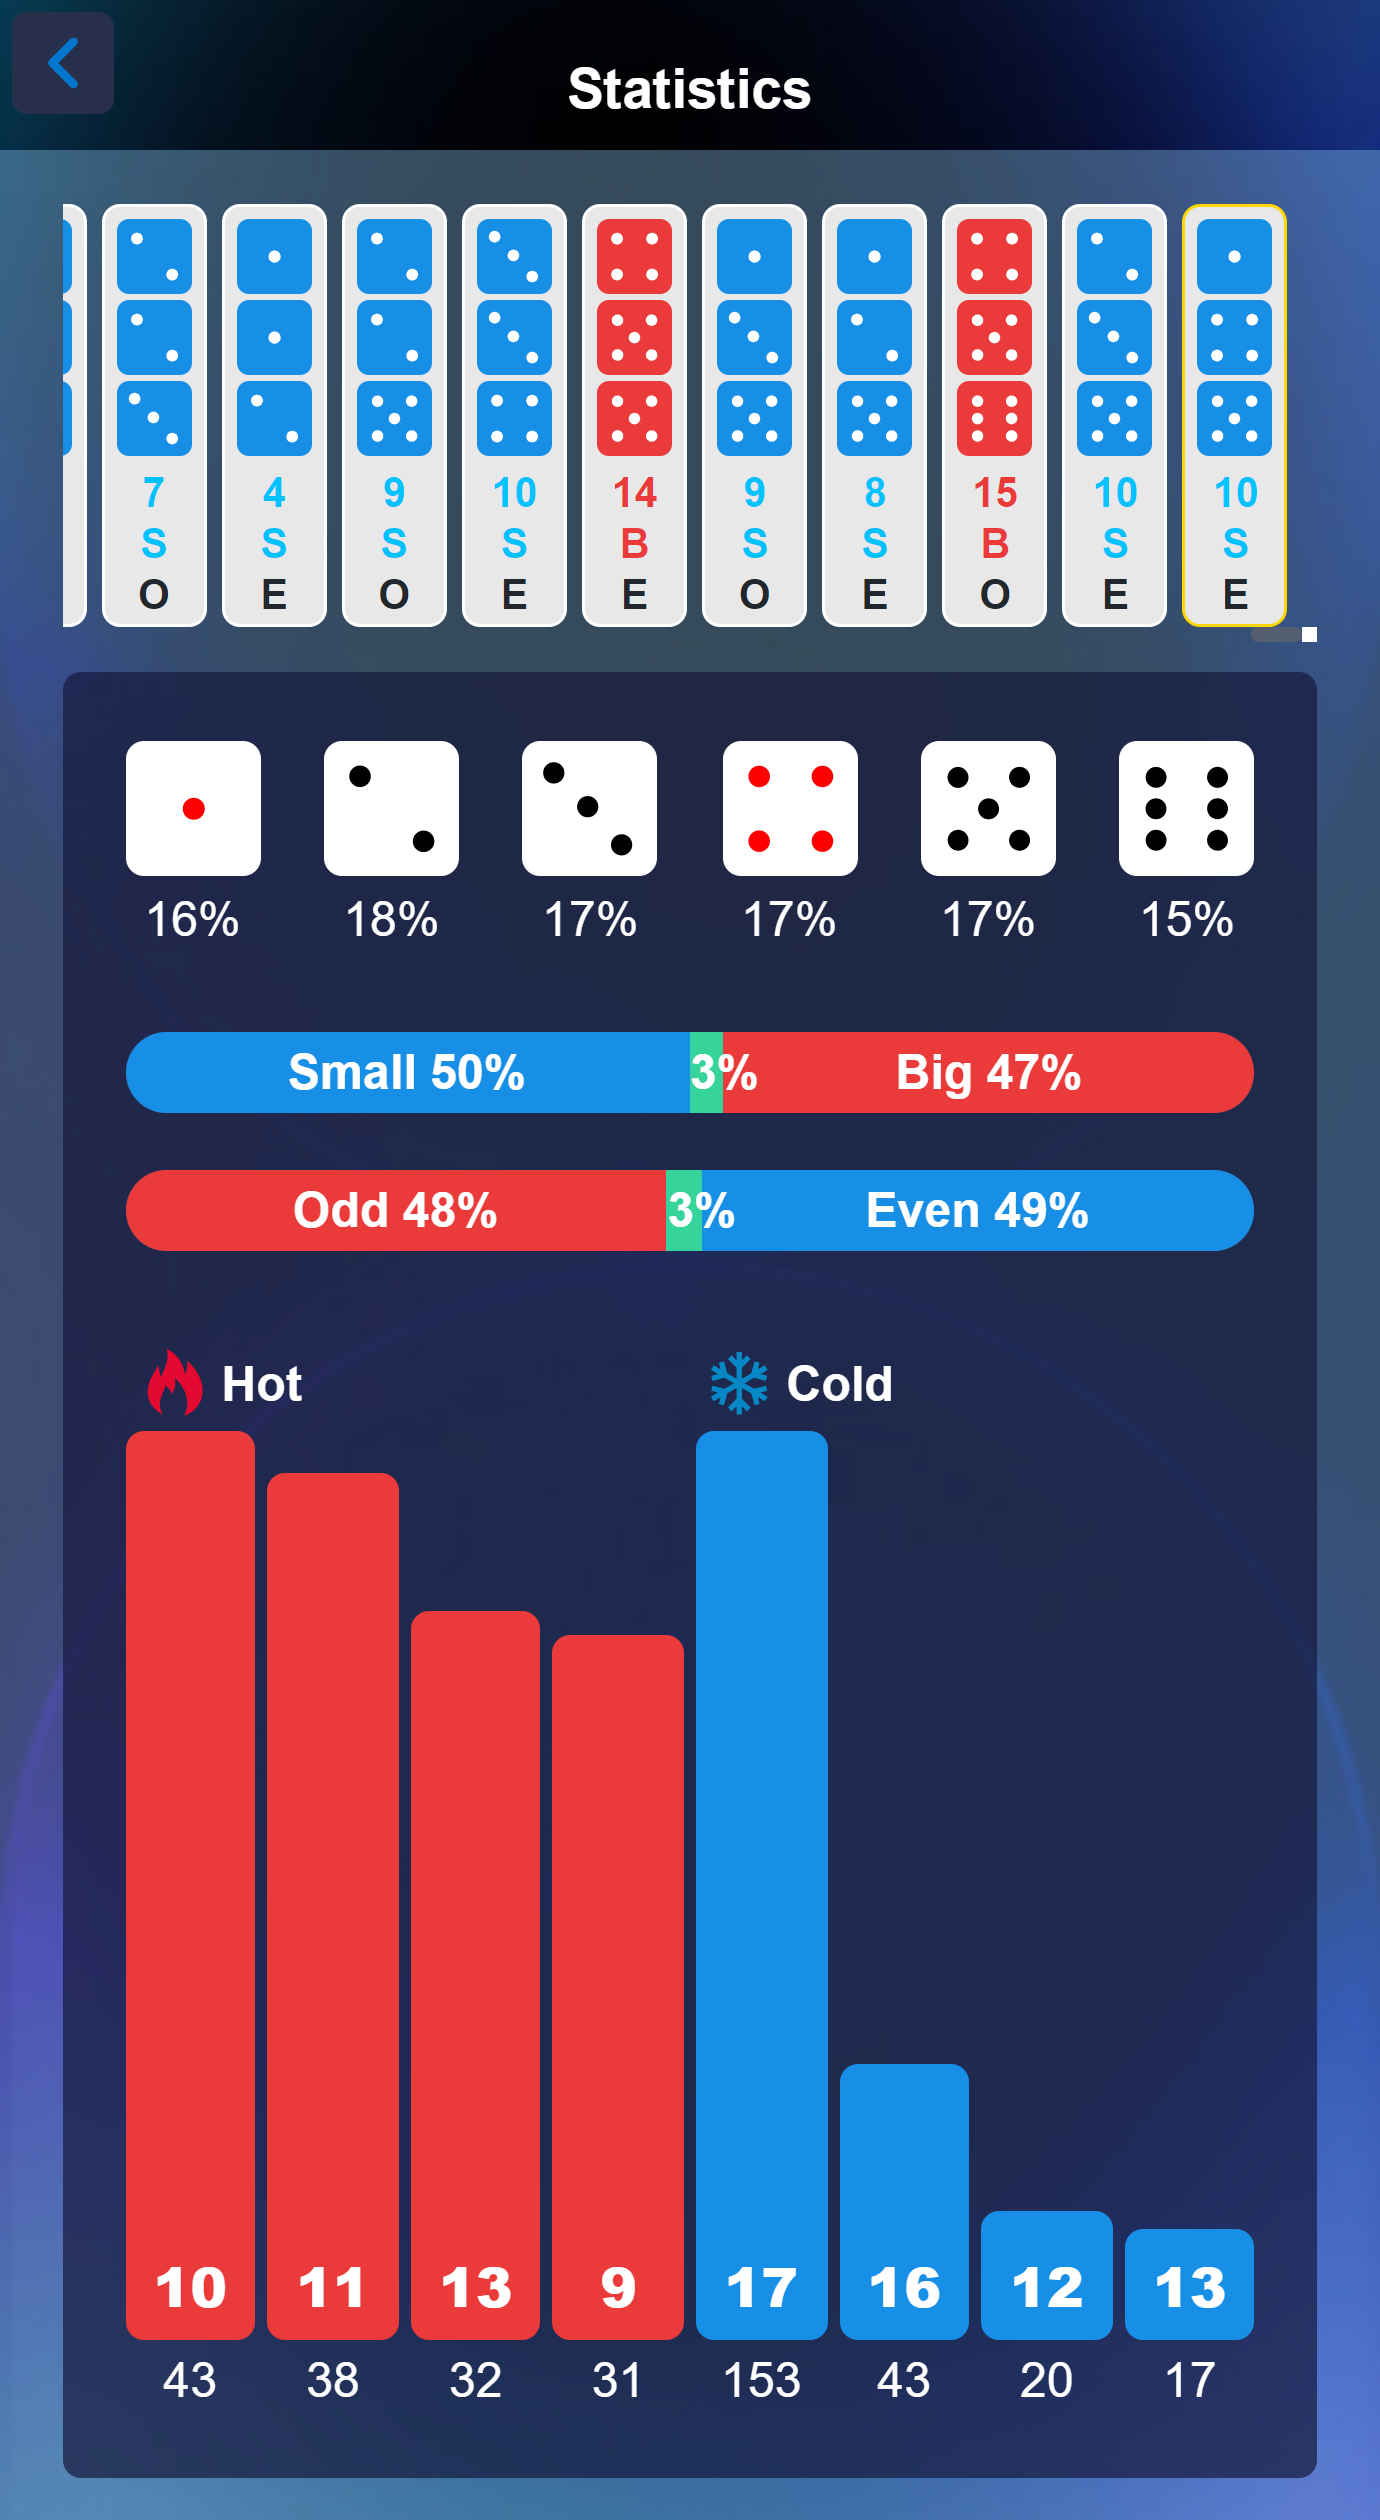 Statistics
7 4 9 10 14 9 8 15 10 10
S S S S B S S B S S
O E O E E O E O E E
16% 18% 17% 17% 17% 15%
Small 50% 3% Big 47%
Odd 48% 3% Even 49%
Hot Cold
10 11 13 9 17 16 12 13
43 38 32 31 153 43 20 17